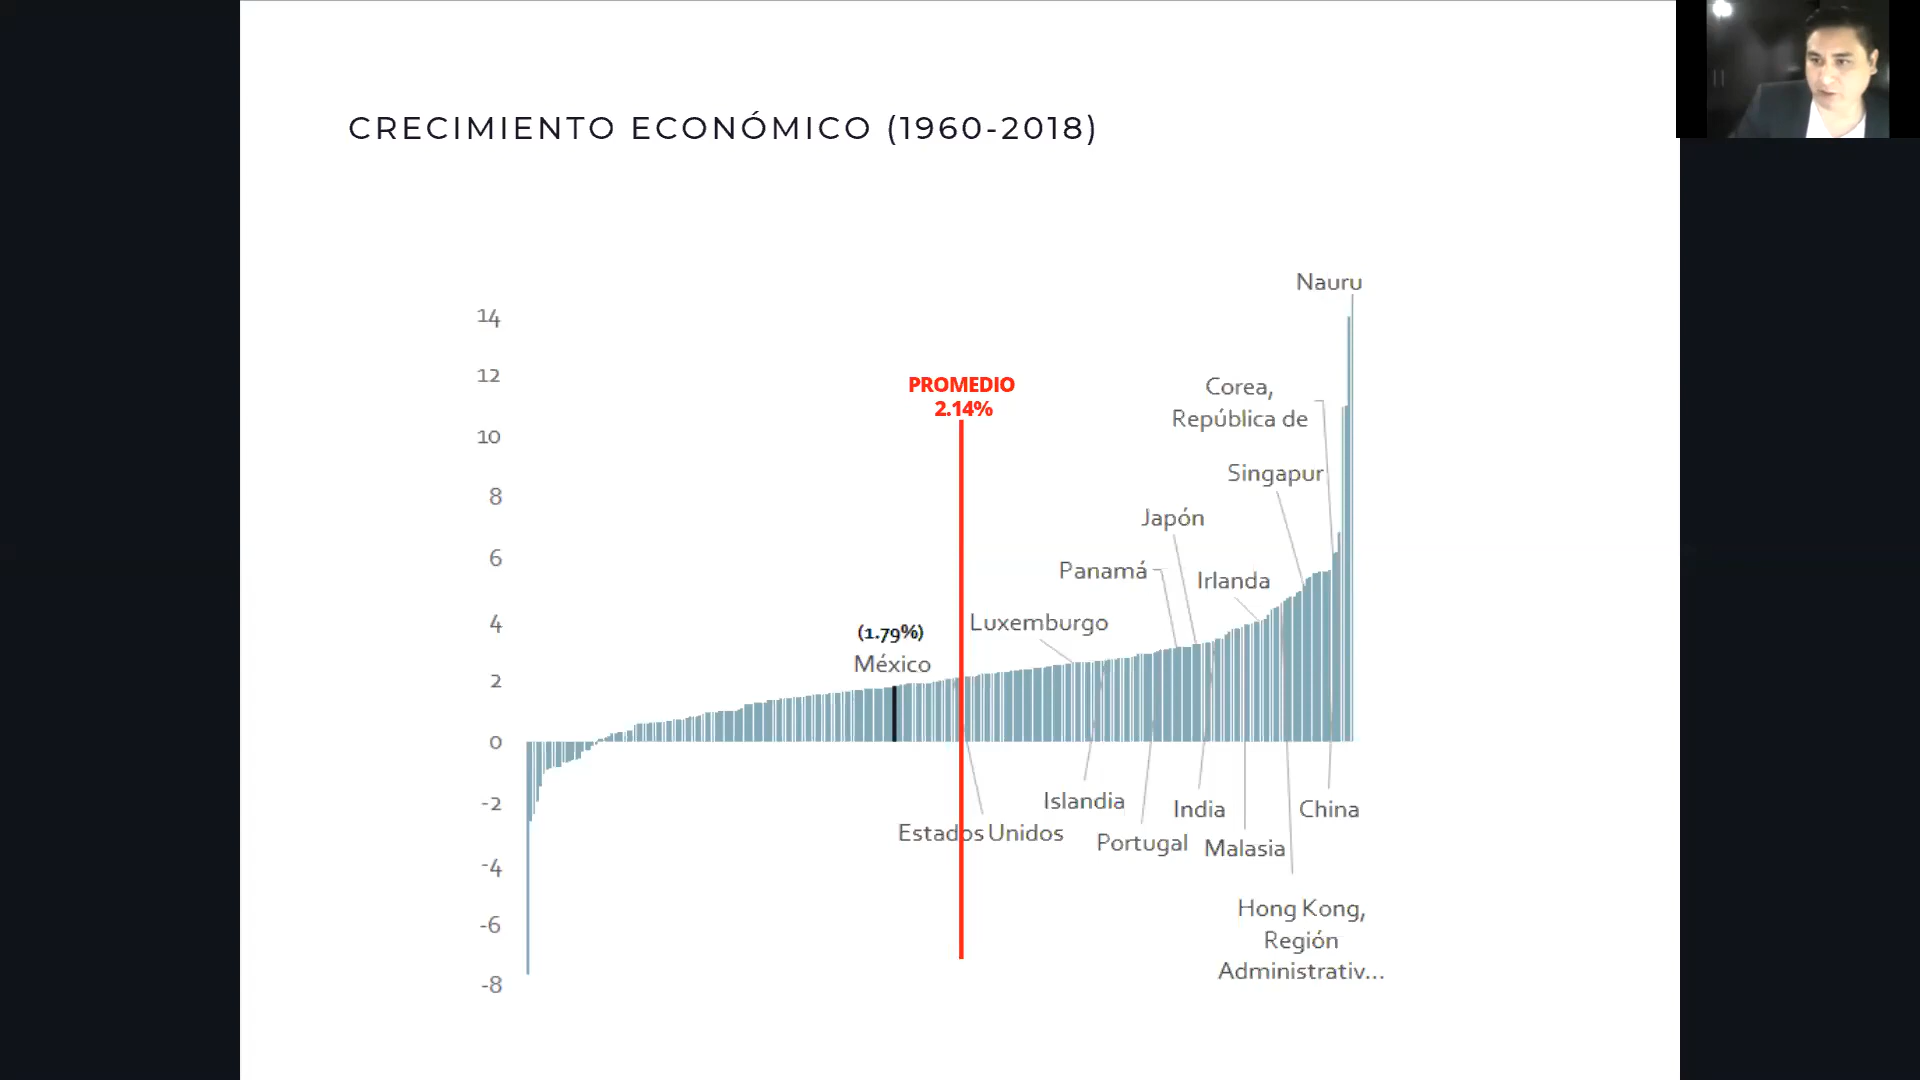 CRECIMIENTO ECONÓMICO (1960-2018)
Nauru
14
12
10
8
6
4
2
0
-2
-4
-6
-8
PROMEDIO
2.14%
Corea,
República de
Singapur
Japón
Panamá
Irlanda
Luxemburgo
(1.79%)
México
Estados Unidos
Islandia
Portugal
India
Malasia
China
Hong Kong,
Región
Administrativ...